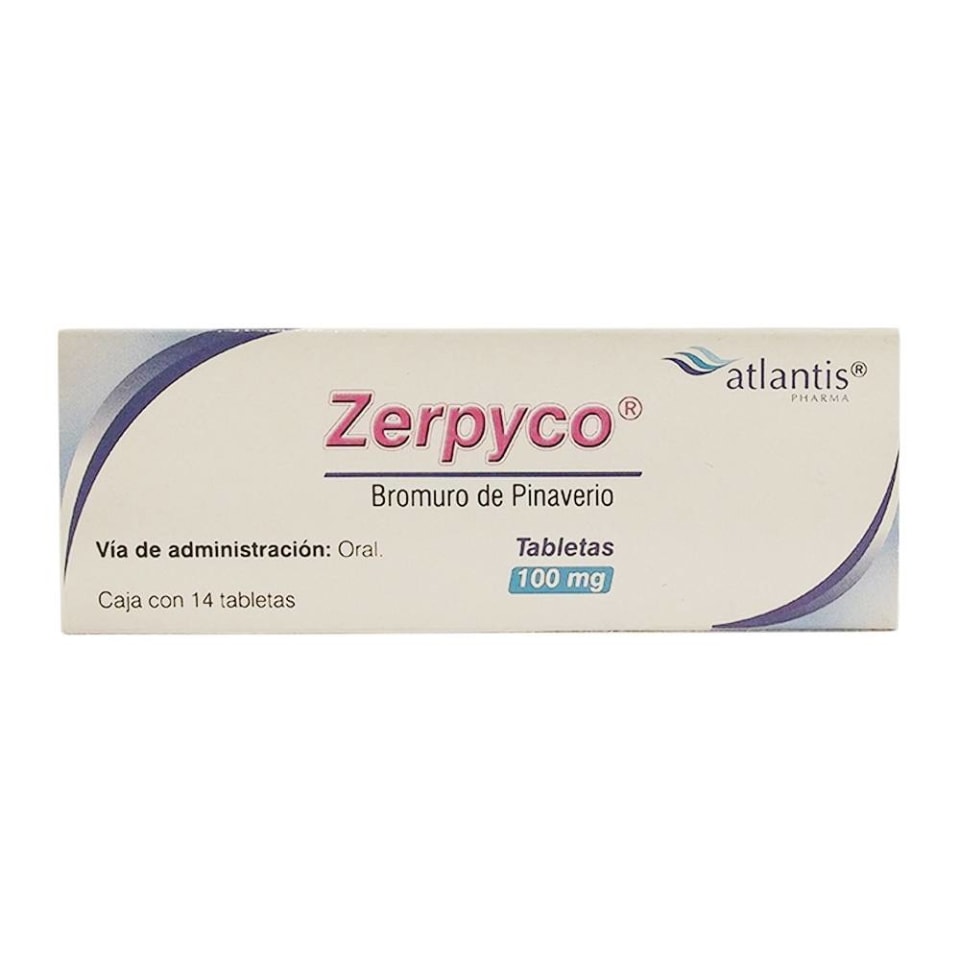 atlantis®
PHARMA
Zerpyco®
Bromuro de Pinaverio
Vía de administración: Oral.
Tabletas
100 mg
Caja con 14 tabletas